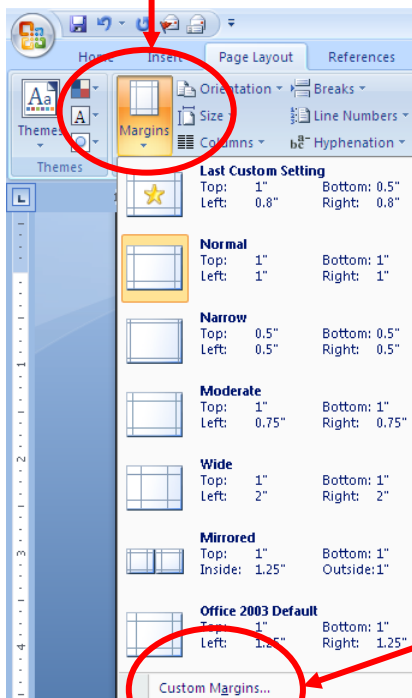 Home Insert Page Layout References
Themes Margins Orientation Breaks
Size Line Numbers
Columns Hyphenation
Themes
Last Custom Setting
Top: 1" Bottom: 0.5"
Left: 0.8" Right: 0.8"
Normal
Top: 1" Bottom: 1"
Left: 1" Right: 1"
Narrow
Top: 0.5" Bottom: 0.5"
Left: 0.5" Right: 0.5"
Moderate
Top: 1" Bottom: 1"
Left: 0.75" Right: 0.75"
Wide
Top: 1" Bottom: 1"
Left: 2" Right: 2"
Mirrored
Top: 1" Bottom: 1"
Inside: 1.25" Outside:1"
Office 2003 Default
Top: 1" Bottom: 1"
Left: 1.25" Right: 1.25"
Custom Margins...